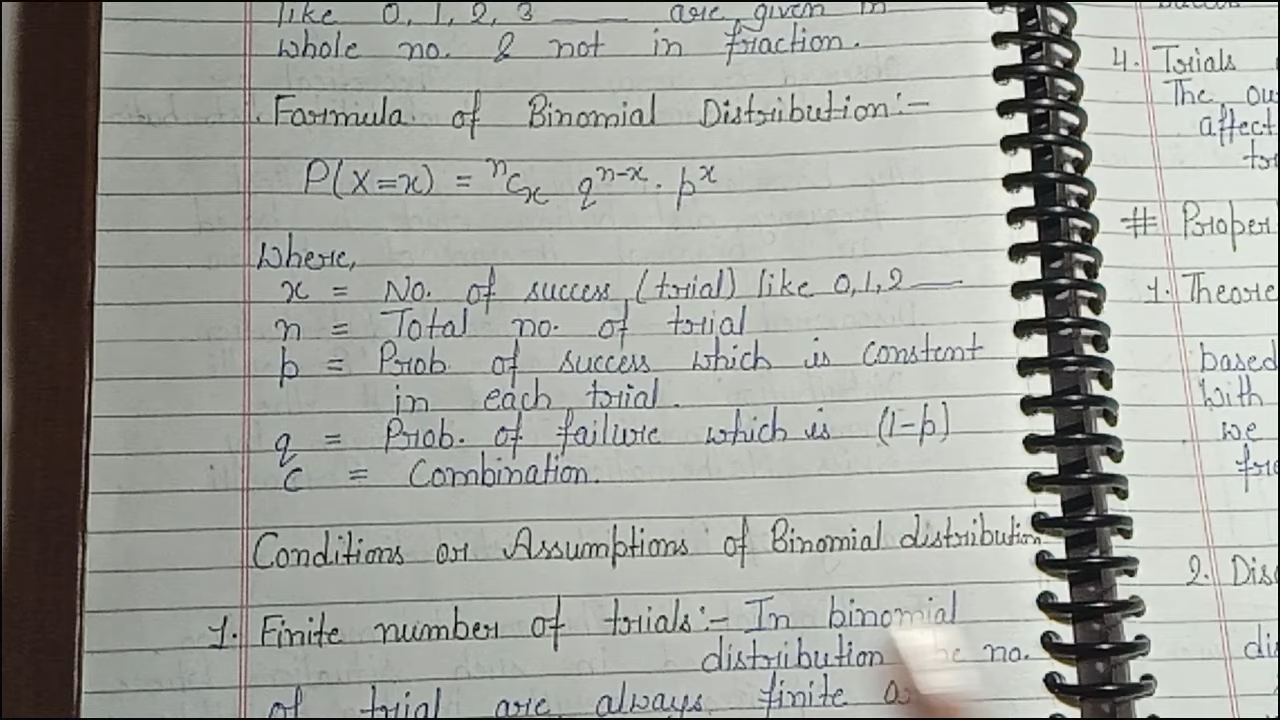 like 0, 1, 2, 3 ____ are given in
whole no. & not in fraction.
Formula of Binomial Distribution:-
P(X=x) = ⁿCₓ qⁿ⁻ˣ · pˣ
Where,
x = No. of success (trial) like 0,1,2 —
n = Total no. of trial
p = Prob. of success which is constent
in each trial.
q = Prob. of failure which is (1-p)
C = Combination.
Conditions or Assumptions of Binomial distribution
1. Finite number of trials:- In binomial
distribution no.
of trial are always finite
4. Trials
The
affect
# Proper
1. Theore
based
With
we
fre
2. Dis
di